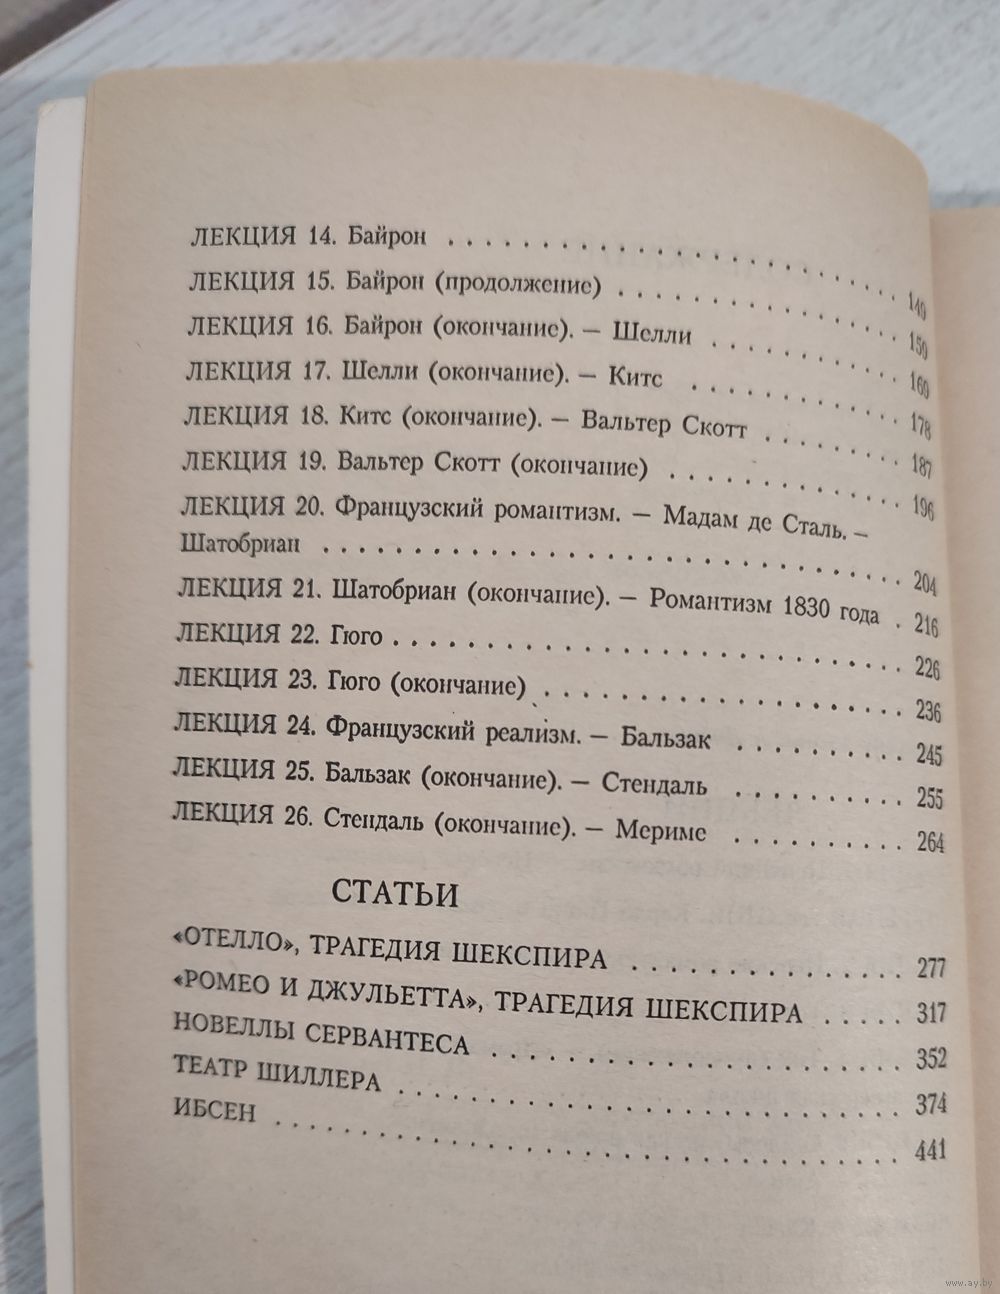 ЛЕКЦИЯ 14. Байрон . . . . . . . . . . . . . . . . . . . . . . . . . . . . . 140
ЛЕКЦИЯ 15. Байрон (продолжение) . . . . . . . . . . . . . . . . . . 150
ЛЕКЦИЯ 16. Байрон (окончание). — Шелли . . . . . . . . . . . . 160
ЛЕКЦИЯ 17. Шелли (окончание). — Китс . . . . . . . . . . . . . . 178
ЛЕКЦИЯ 18. Китс (окончание). — Вальтер Скотт . . . . . . . . 187
ЛЕКЦИЯ 19. Вальтер Скотт (окончание) . . . . . . . . . . . . . . . 196
ЛЕКЦИЯ 20. Французский романтизм. — Мадам де Сталь. —
Шатобриан . . . . . . . . . . . . . . . . . . . . . . . . . . . . . . . . . 204
ЛЕКЦИЯ 21. Шатобриан (окончание). — Романтизм 1830 года . 216
ЛЕКЦИЯ 22. Гюго . . . . . . . . . . . . . . . . . . . . . . . . . . . . . 226
ЛЕКЦИЯ 23. Гюго (окончание) . . . . . . . . . . . . . . . . . . . . . 236
ЛЕКЦИЯ 24. Французский реализм. — Бальзак . . . . . . . . . . 245
ЛЕКЦИЯ 25. Бальзак (окончание). — Стендаль . . . . . . . . . . 255
ЛЕКЦИЯ 26. Стендаль (окончание). — Мериме . . . . . . . . . . 264
СТАТЬИ
«ОТЕЛЛО», ТРАГЕДИЯ ШЕКСПИРА . . . . . . . . . . . . . . . 277
«РОМЕО И ДЖУЛЬЕТТА», ТРАГЕДИЯ ШЕКСПИРА . . . . . 317
НОВЕЛЛЫ СЕРВАНТЕСА . . . . . . . . . . . . . . . . . . . . . . . . 352
ТЕАТР ШИЛЛЕРА . . . . . . . . . . . . . . . . . . . . . . . . . . . . . 374
ИБСЕН . . . . . . . . . . . . . . . . . . . . . . . . . . . . . . . . . . . . 441
www.ay.by